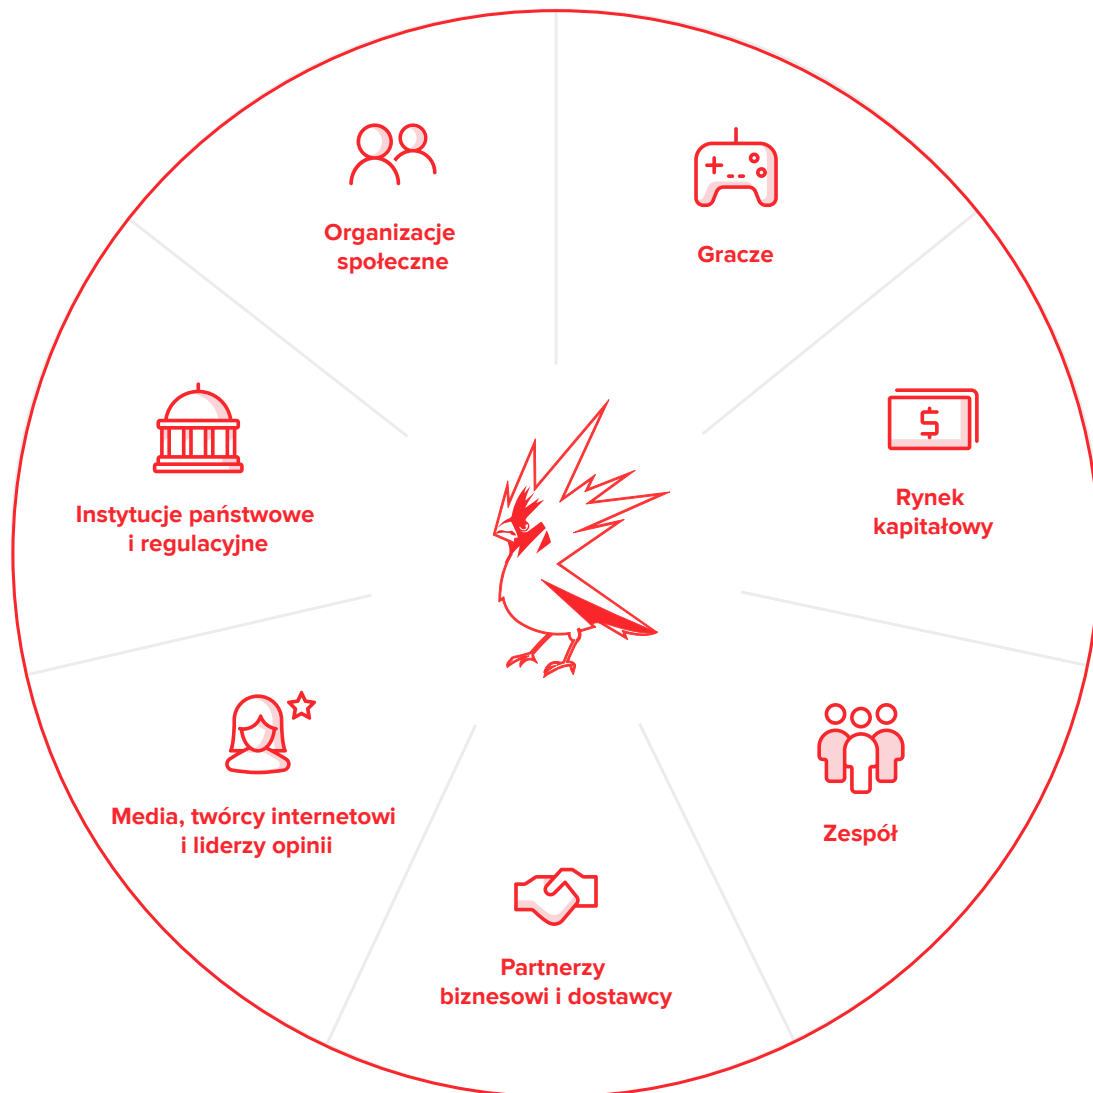 Organizacje
społeczne
Gracze
Rynek
kapitałowy
Instytucje państwowe
i regulacyjne
Media, twórcy internetowi
i liderzy opinii
Zespół
Partnerzy
biznesowi i dostawcy